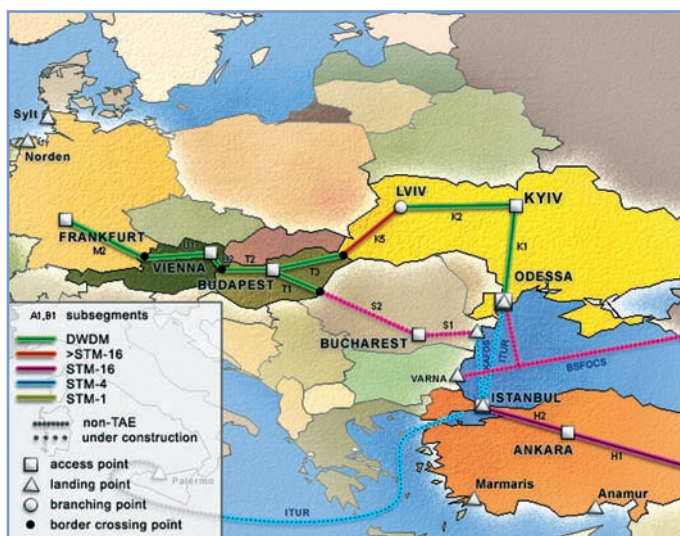 Sylt
Norden
LVIV
K2
KYIV
K5
K1
FRANKFURT
M2
VIENNA
T2
BUDAPEST
T3
T1
ODESSA
S2
S1
BUCHAREST
KAFOS
ITUR
BSFOCS
VARNA
ISTANBUL
H2
ANKARA
H1
Marmaris
Anamur
ITUR
Palermo
A1,B1 subsegments
DWDM
>STM-16
STM-16
STM-4
STM-1
non-TAE
under construction
access point
landing point
branching point
border crossing point